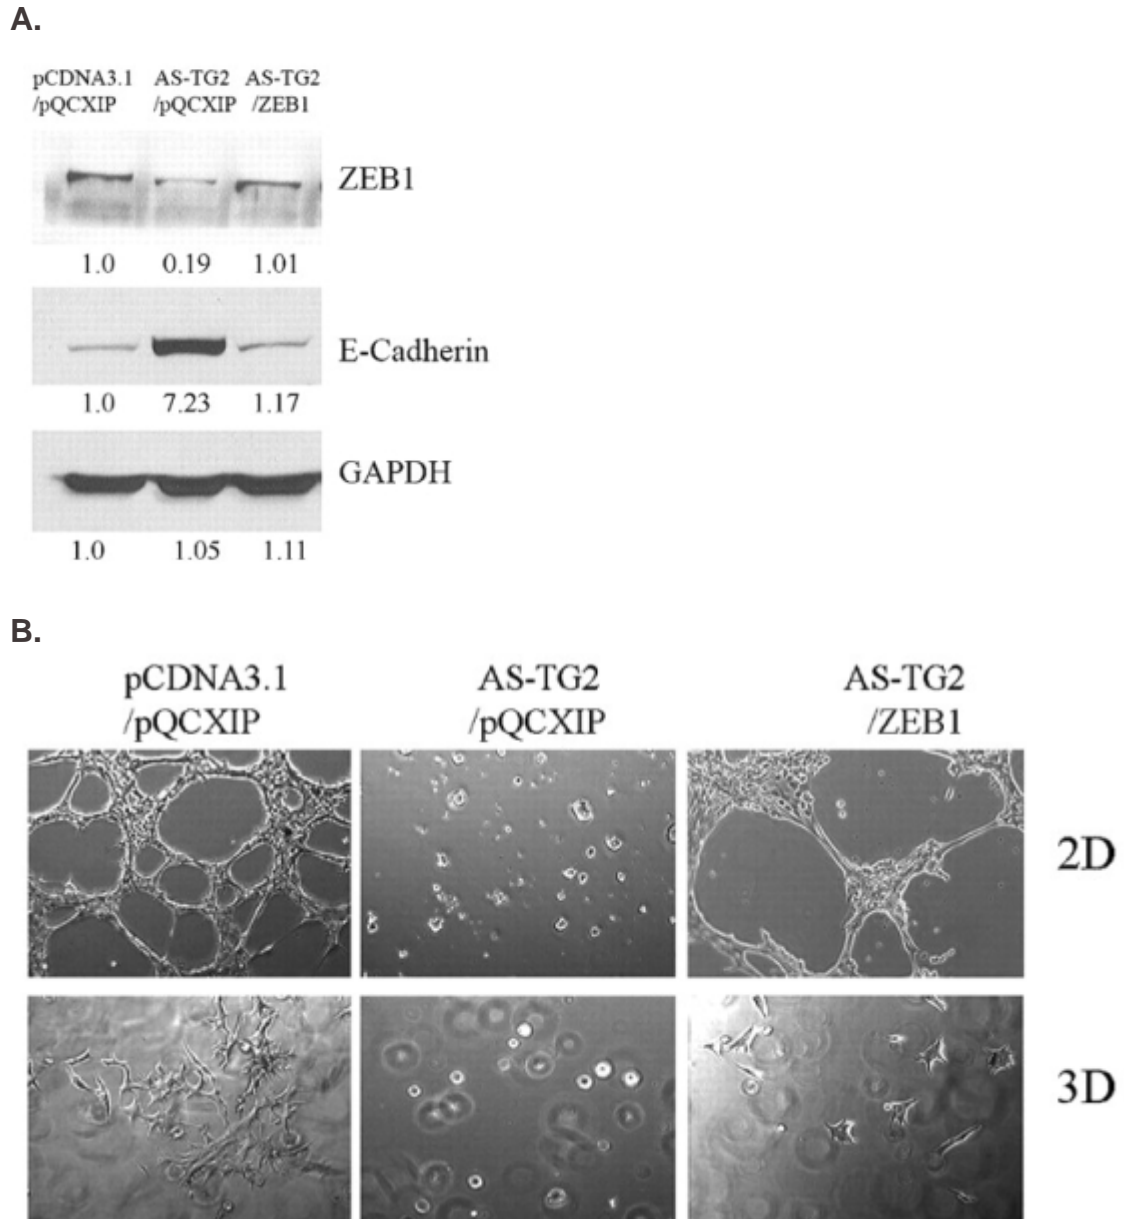 A.
pCDNA3.1 AS-TG2 AS-TG2
/pQCXIP /pQCXIP /ZEB1
ZEB1
1.0 0.19 1.01
E-Cadherin
1.0 7.23 1.17
GAPDH
1.0 1.05 1.11
B.
pCDNA3.1 AS-TG2 AS-TG2
/pQCXIP /pQCXIP /ZEB1
2D
3D